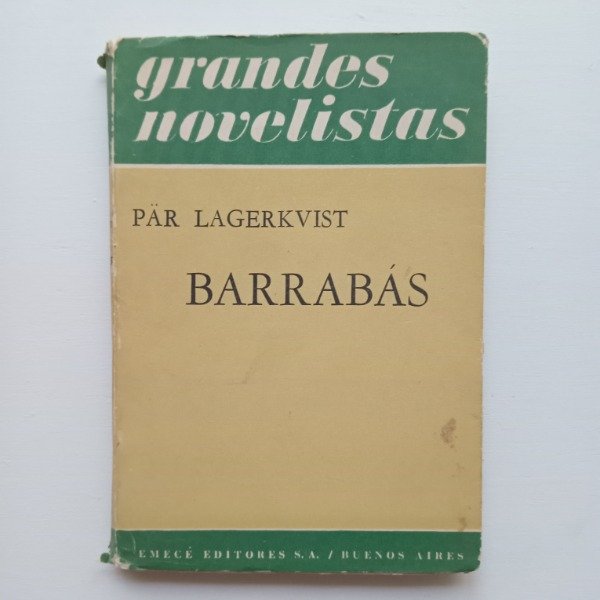 grandes
novelistas
PÄR LAGERKVIST
BARRABÁS
EMECÉ EDITORES S.A. / BUENOS AIRES